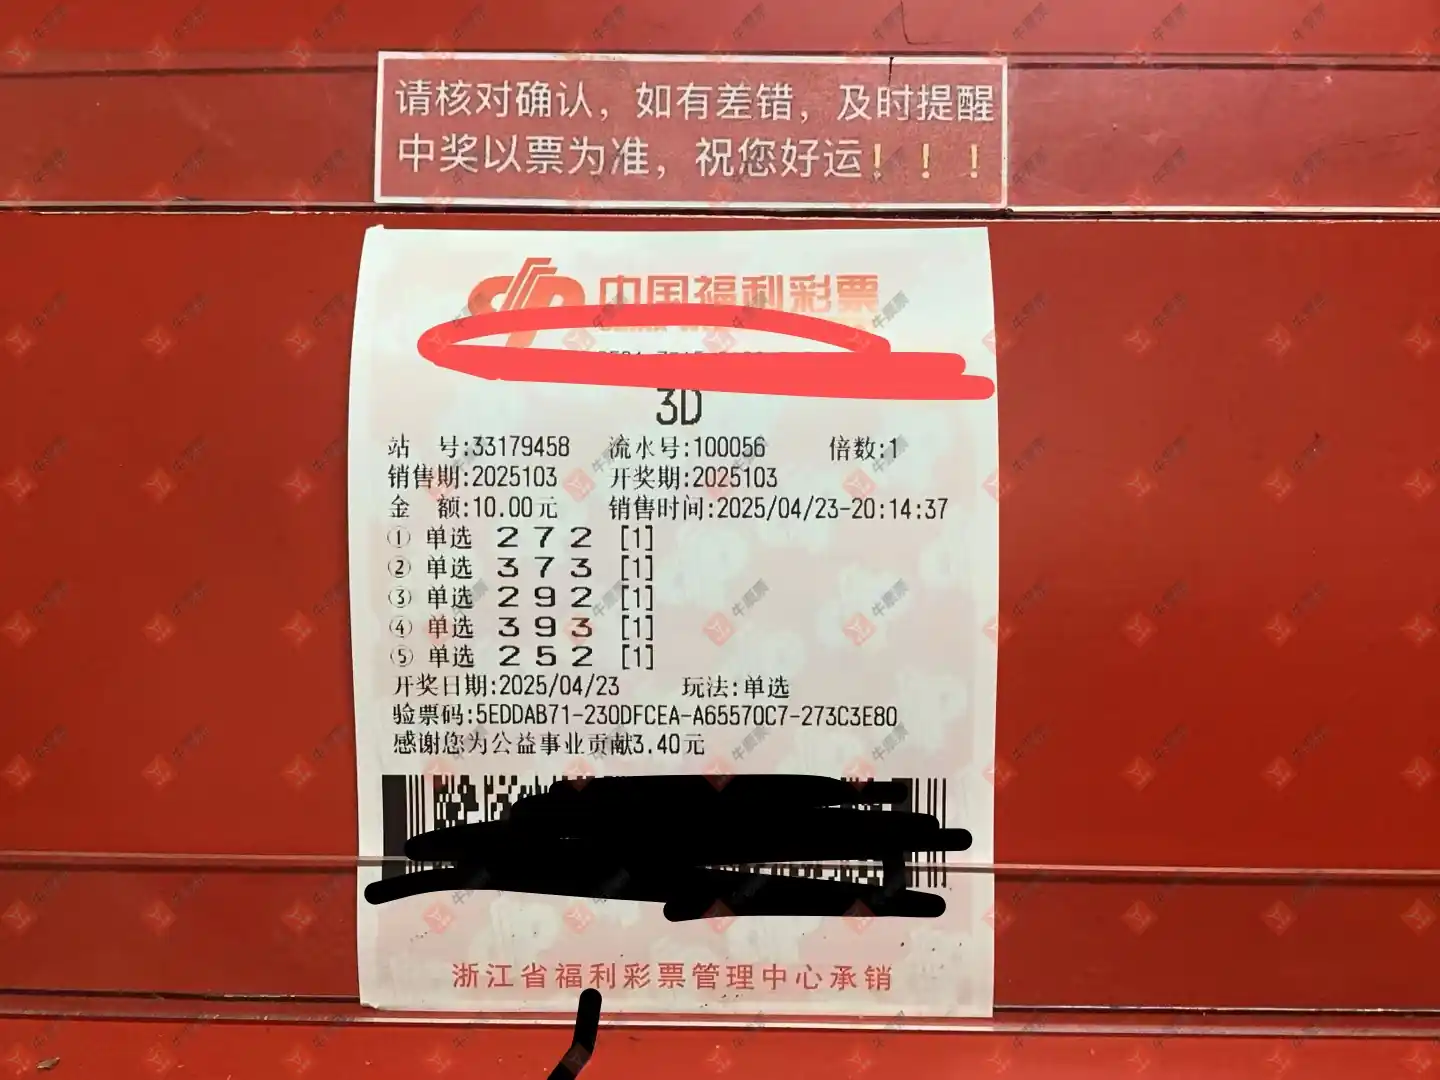 请核对确认，如有差错，及时提醒
中奖以票为准，祝您好运！！！
中国福利彩票
3D
站 号:33179458 流水号:100056 倍数:1
销售期:2025103 开奖期:2025103
金 额:10.00元 销售时间:2025/04/23-20:14:37
① 单选 2 7 2 [1]
② 单选 3 7 3 [1]
③ 单选 2 9 2 [1]
④ 单选 3 9 3 [1]
⑤ 单选 2 5 2 [1]
开奖日期:2025/04/23 玩法:单选
验票码:5EDDAB71-230DFCEA-A65570C7-273C3E80
感谢您为公益事业贡献3.40元
浙江省福利彩票管理中心承销